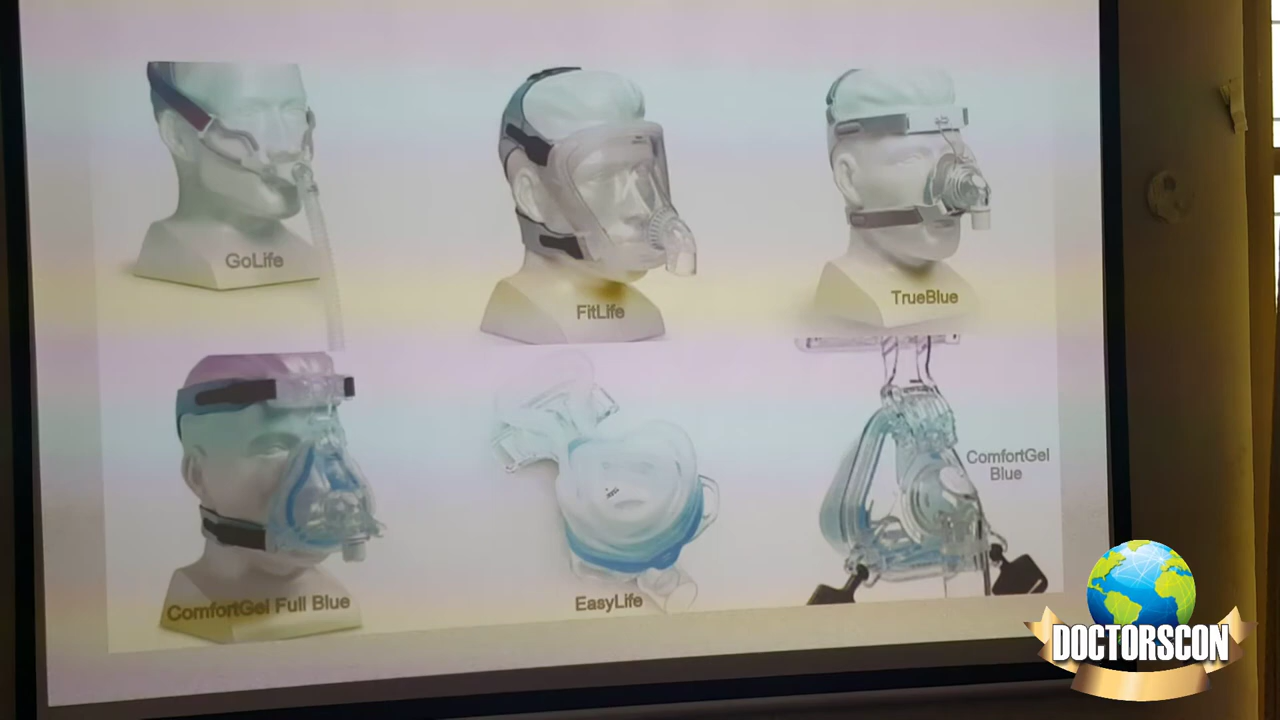 GoLife
FitLife
TrueBlue
ComfortGel Full Blue
EasyLife
ComfortGel
Blue
DOCTORSCON